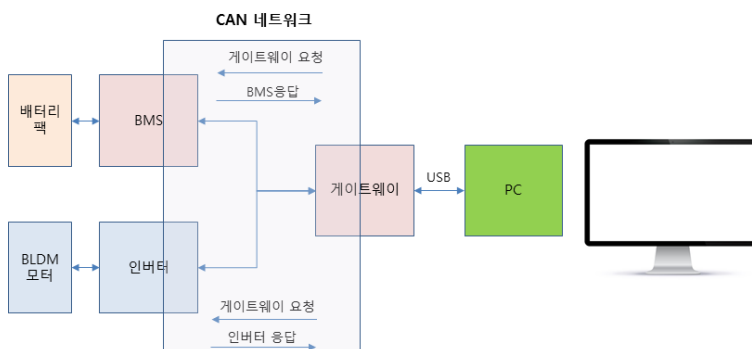 CAN 네트워크
게이트웨이 요청
BMS응답
배터리
팩
BMS
게이트웨이
USB
PC
BLDM
모터
인버터
게이트웨이 요청
인버터 응답